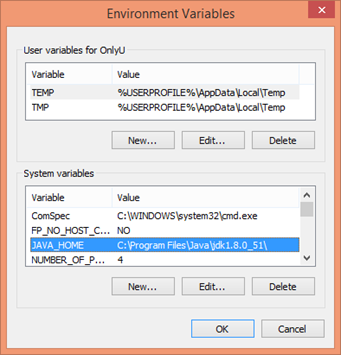 Environment Variables
User variables for OnlyU
Variable Value
TEMP %USERPROFILE%\AppData\Local\Temp
TMP %USERPROFILE%\AppData\Local\Temp
New... Edit... Delete
System variables
Variable Value
ComSpec C:\WINDOWS\system32\cmd.exe
FP_NO_HOST_C... NO
JAVA_HOME C:\Program Files\Java\jdk1.8.0_51\
NUMBER_OF_P... 4
New... Edit... Delete
OK Cancel